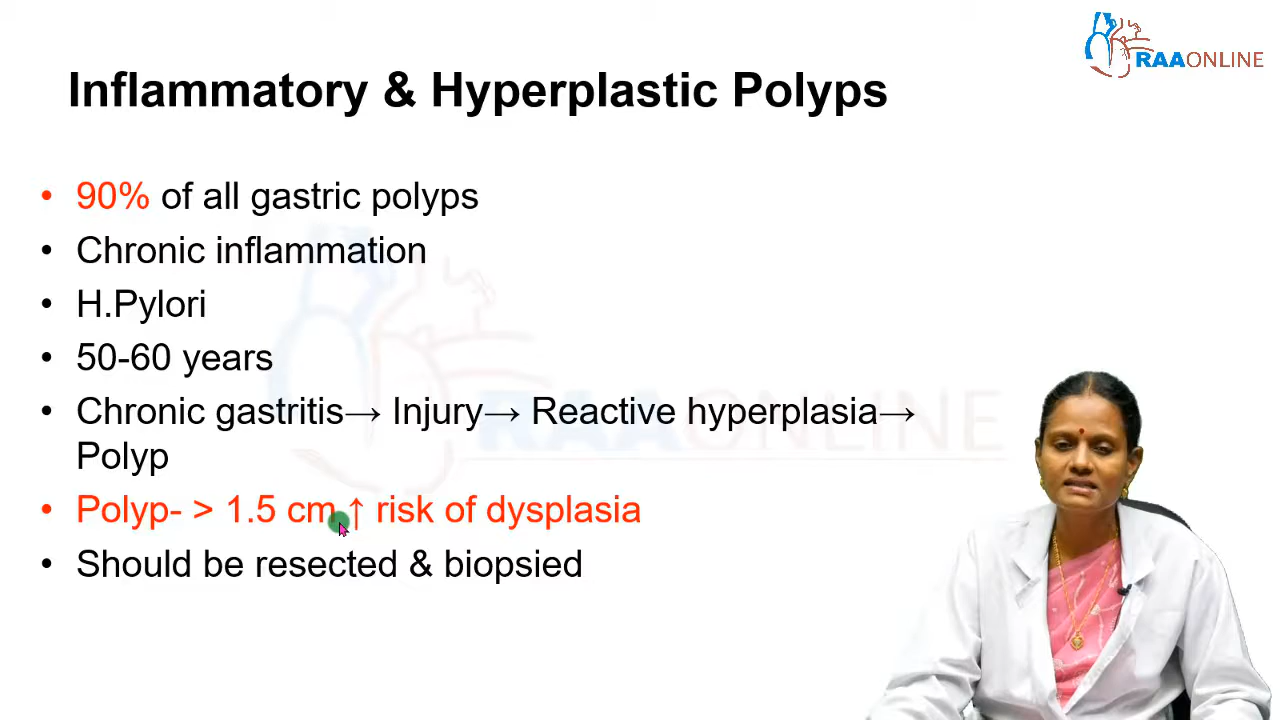 RAAONLINE
Inflammatory & Hyperplastic Polyps
• 90% of all gastric polyps
• Chronic inflammation
• H.Pylori
• 50-60 years
• Chronic gastritis→ Injury→ Reactive hyperplasia→
Polyp
• Polyp- > 1.5 cm ↑ risk of dysplasia
• Should be resected & biopsied
RAAONLINE